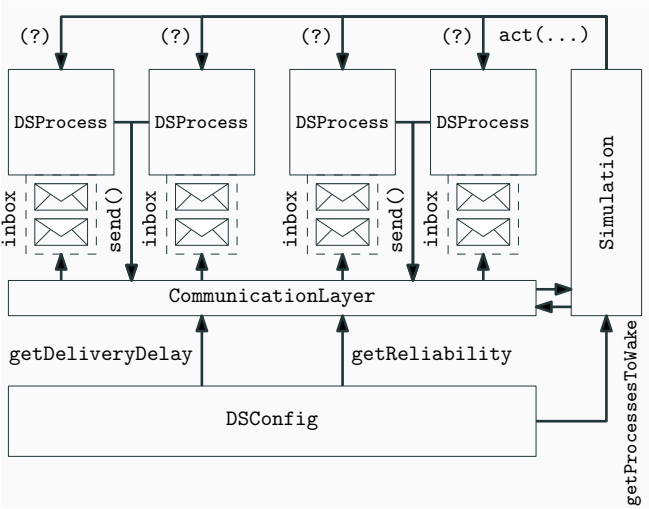 (?)
(?)
(?)
(?)
act(...)
DSProcess
DSProcess
DSProcess
DSProcess
Simulation
inbox
send()
inbox
inbox
send()
inbox
CommunicationLayer
getDeliveryDelay
getReliability
getProcessesToWake
DSConfig